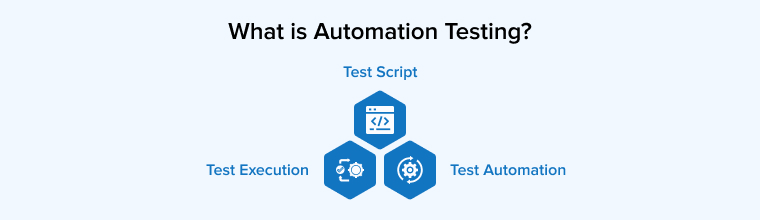 What is Automation Testing?
Test Script
Test Execution
Test Automation